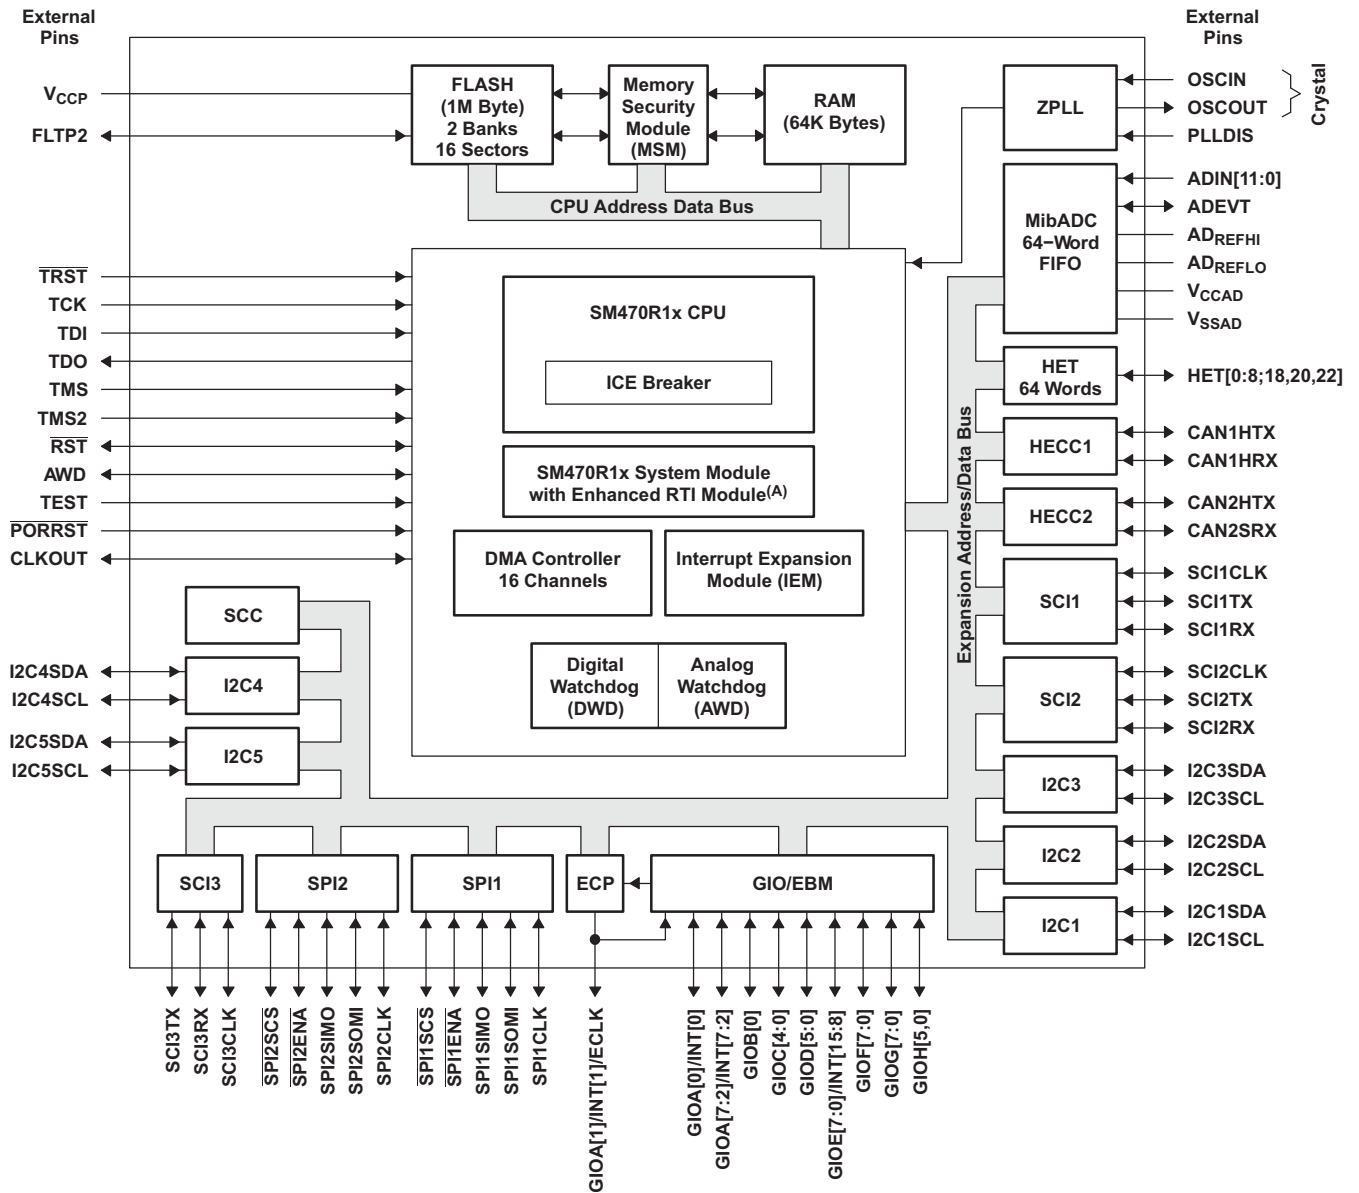 External
Pins
External
Pins
V_CCP
FLTP2
FLASH
(1M Byte)
2 Banks
16 Sectors
Memory
Security
Module
(MSM)
RAM
(64K Bytes)
CPU Address Data Bus
ZPLL
OSCIN
OSCOUT
PLLDIS
Crystal
MibADC
64−Word
FIFO
ADIN[11:0]
ADEVT
AD_REFHI
AD_REFLO
V_CCAD
V_SSAD
TRST
TCK
TDI
TDO
TMS
TMS2
RST
AWD
TEST
PORRST
CLKOUT
SM470R1x CPU
ICE Breaker
SM470R1x System Module
with Enhanced RTI Module(A)
DMA Controller
16 Channels
Interrupt Expansion
Module (IEM)
Digital
Watchdog
(DWD)
Analog
Watchdog
(AWD)
Expansion Address/Data Bus
HET
64 Words
HET[0:8;18,20,22]
HECC1
CAN1HTX
CAN1HRX
HECC2
CAN2HTX
CAN2SRX
SCI1
SCI1CLK
SCI1TX
SCI1RX
SCI2
SCI2CLK
SCI2TX
SCI2RX
I2C3
I2C3SDA
I2C3SCL
I2C2
I2C2SDA
I2C2SCL
I2C1
I2C1SDA
I2C1SCL
SCC
I2C4SDA
I2C4SCL
I2C4
I2C5SDA
I2C5SCL
I2C5
SCI3
SPI2
SPI1
ECP
GIO/EBM
SCI3TX
SCI3RX
SCI3CLK
SPI2SCS
SPI2ENA
SPI2SIMO
SPI2SOMI
SPI2CLK
SPI1SCS
SPI1ENA
SPI1SIMO
SPI1SOMI
SPI1CLK
GIOA[1]/INT[1]/ECLK
GIOA[0]/INT[0]
GIOA[7:2]/INT[7:2]
GIOB[0]
GIOC[4:0]
GIOD[5:0]
GIOE[7:0]/INT[15:8]
GIOF[7:0]
GIOG[7:0]
GIOH[5,0]